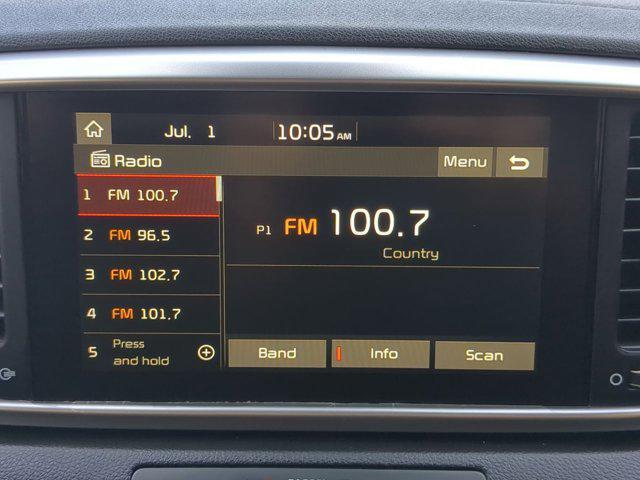 Jul. 1 10:05 AM
Radio Menu
1 FM 100.7
P1 FM 100.7
Country
2 FM 96.5
3 FM 102.7
4 FM 101.7
5 Press and hold
Band Info Scan